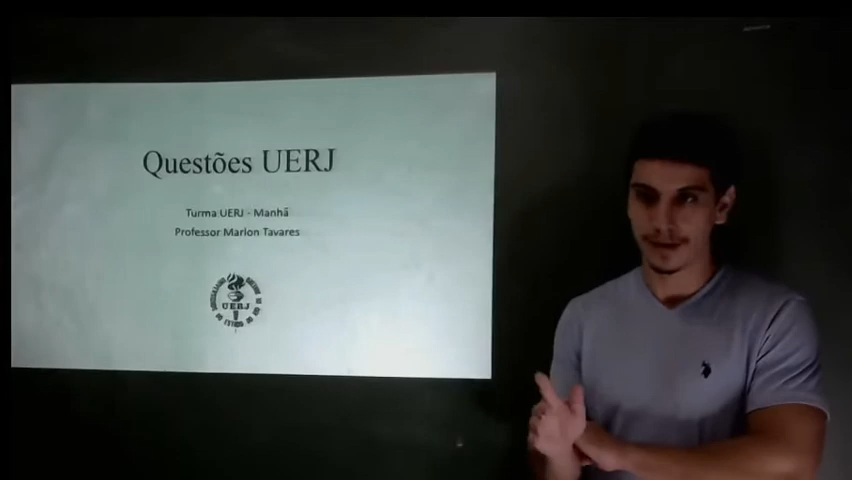 Questões UERJ
Turma UERJ - Manhã
Professor Marlon Tavares
UERJ